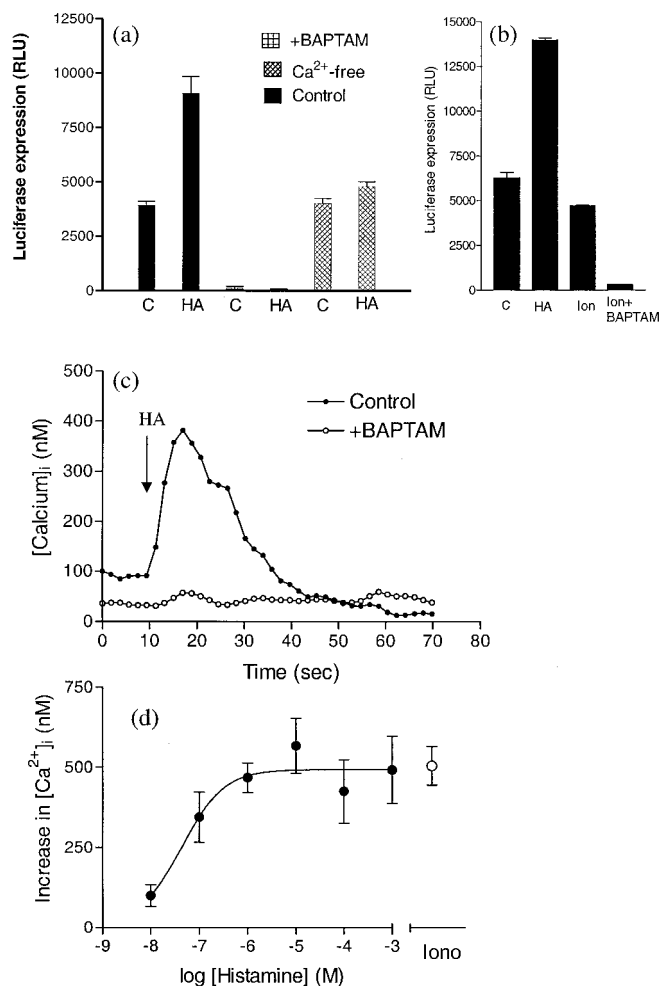 (a)
+BAPTAM
Ca²⁺-free
Control
Luciferase expression (RLU)
12500
10000
7500
5000
2500
0
C HA C HA C HA
(b)
Luciferase expression (RLU)
15000
12500
10000
7500
5000
2500
0
C HA Ion Ion+
BAPTAM
(c)
HA
Control
+BAPTAM
[Calcium]ᵢ (nM)
500
400
300
200
100
0
0 10 20 30 40 50 60 70 80
Time (sec)
(d)
Increase in [Ca²⁺]ᵢ (nM)
750
500
250
0
-9 -8 -7 -6 -5 -4 -3 Iono
log [Histamine] (M)